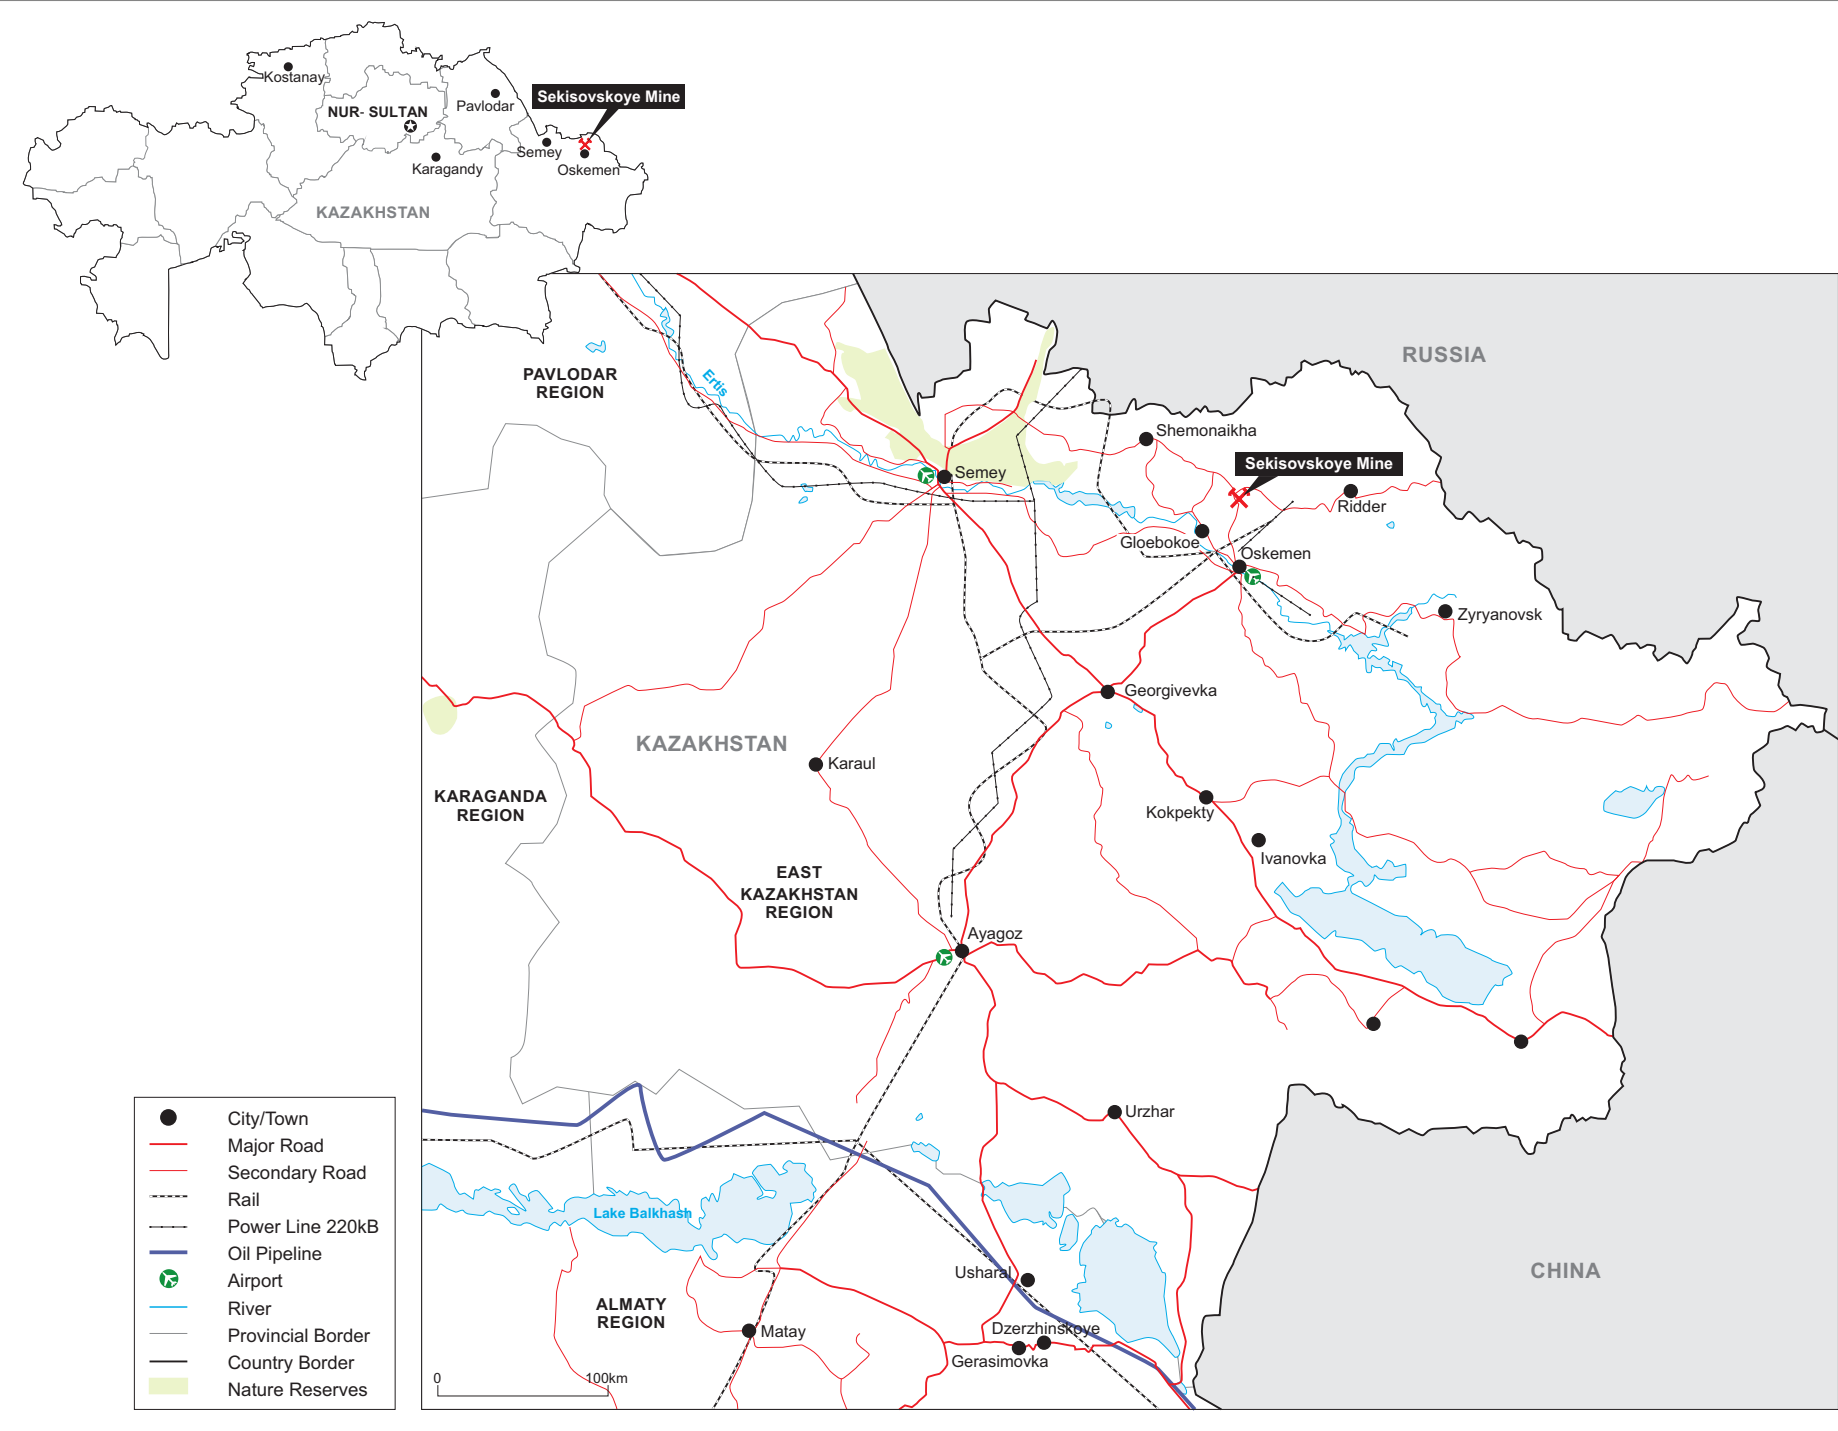 Kostanay
NUR- SULTAN
Pavlodar
Sekisovskoye Mine
Semey
Oskemen
Karagandy
KAZAKHSTAN
RUSSIA
PAVLODAR
REGION
Ertis
Shemonaikha
Sekisovskoye Mine
Semey
Ridder
Gloebokoe
Oskemen
Zyryanovsk
Georgivevka
KAZAKHSTAN
Karaul
KARAGANDA
REGION
Kokpekty
Ivanovka
EAST
KAZAKHSTAN
REGION
Ayagoz
Urzhar
Lake Balkhash
Usharal
CHINA
ALMATY
REGION
Matay
Dzerzhinskoye
Gerasimovka
0 100km
City/Town
Major Road
Secondary Road
Rail
Power Line 220kB
Oil Pipeline
Airport
River
Provincial Border
Country Border
Nature Reserves